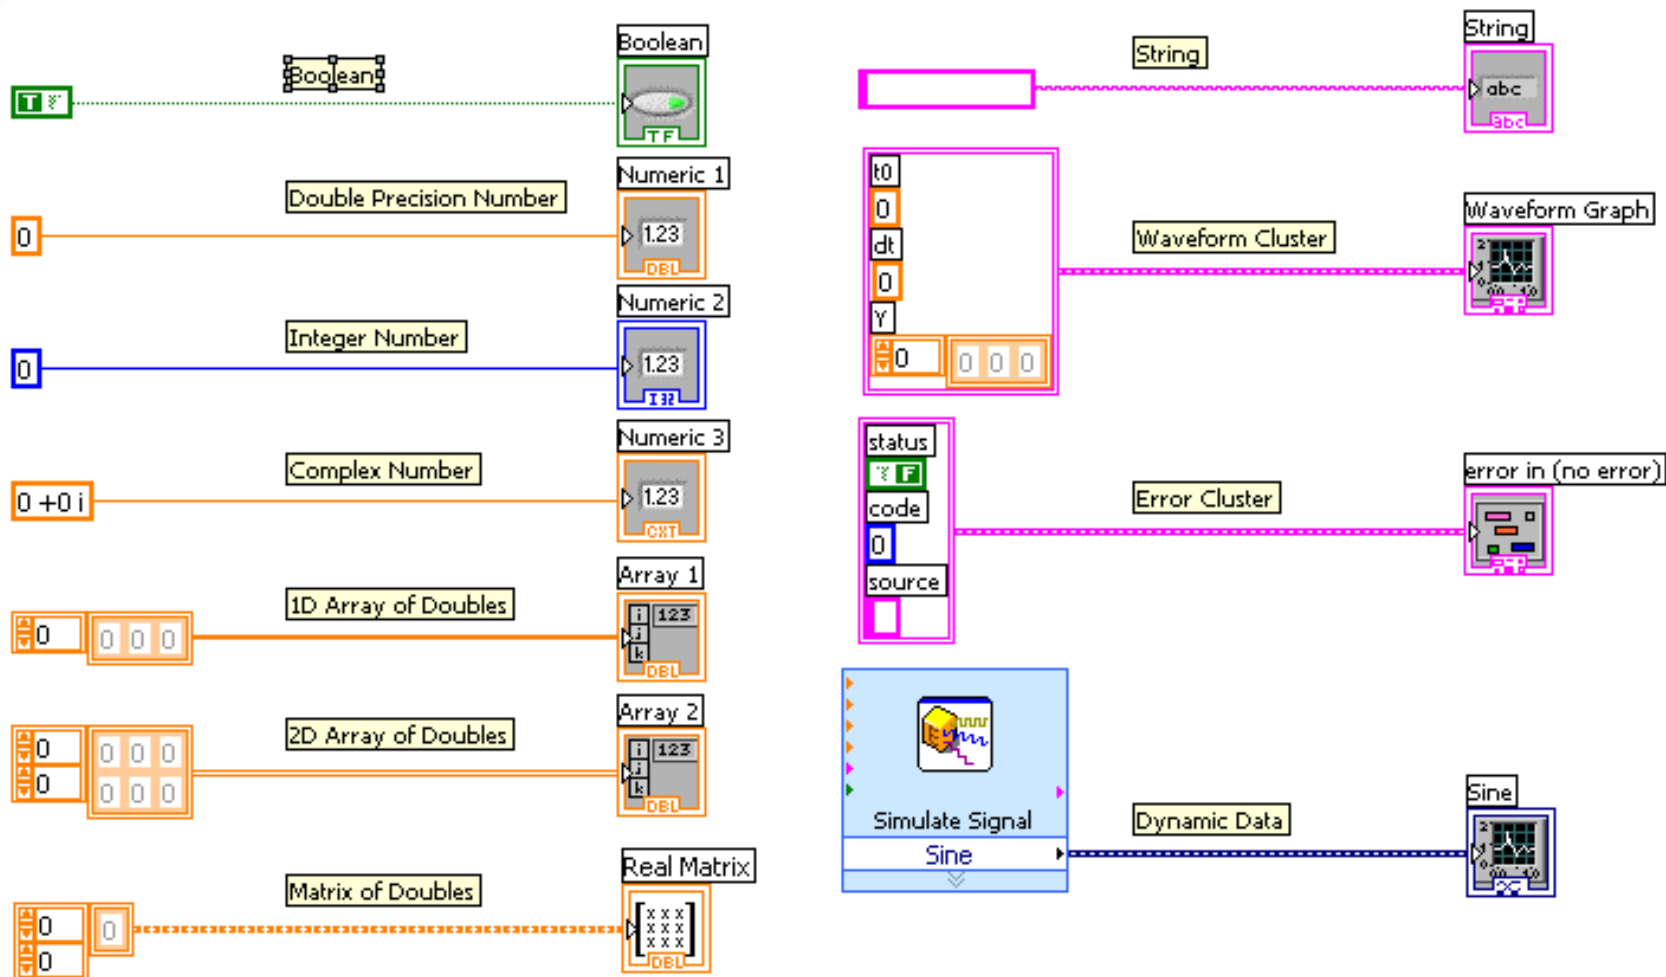 Boolean
Boolean
T
TF
Double Precision Number
Numeric 1
0
1.23
DBL
Integer Number
Numeric 2
0
1.23
I32
Complex Number
Numeric 3
0 +0 i
1.23
CXT
1D Array of Doubles
Array 1
0
0 0 0
i
j
k
123
DBL
2D Array of Doubles
Array 2
0
0
0 0 0
0 0 0
i
j
k
123
DBL
Matrix of Doubles
Real Matrix
0
0
0
x x x
x x x
x x x
DBL
String
String
abc
abc
t0
0
dt
0
Y
0
0 0 0
Waveform Cluster
Waveform Graph
status
F
code
0
source
Error Cluster
error in (no error)
Simulate Signal
Sine
Dynamic Data
Sine